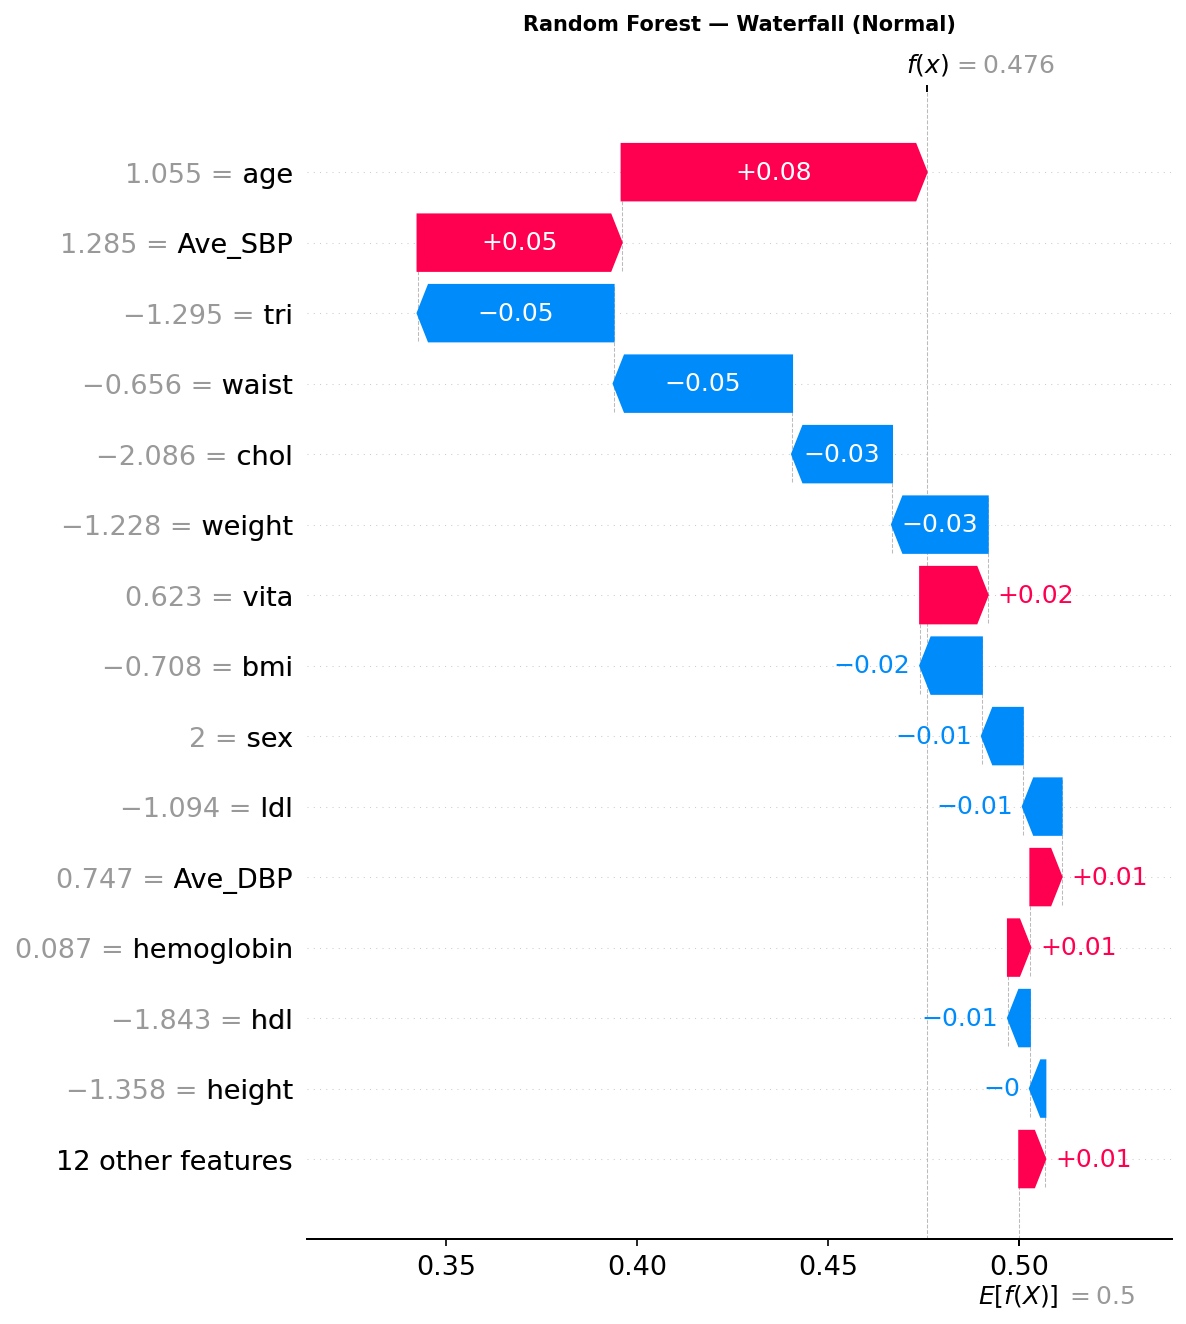 Random Forest — Waterfall (Normal)
f(x) = 0.476
1.055 = age +0.08
1.285 = Ave_SBP +0.05
−1.295 = tri −0.05
−0.656 = waist −0.05
−2.086 = chol −0.03
−1.228 = weight −0.03
0.623 = vita +0.02
−0.708 = bmi −0.02
2 = sex −0.01
−1.094 = ldl −0.01
0.747 = Ave_DBP +0.01
0.087 = hemoglobin +0.01
−1.843 = hdl −0.01
−1.358 = height −0
12 other features +0.01
0.35 0.40 0.45 0.50
E[f(X)] = 0.5